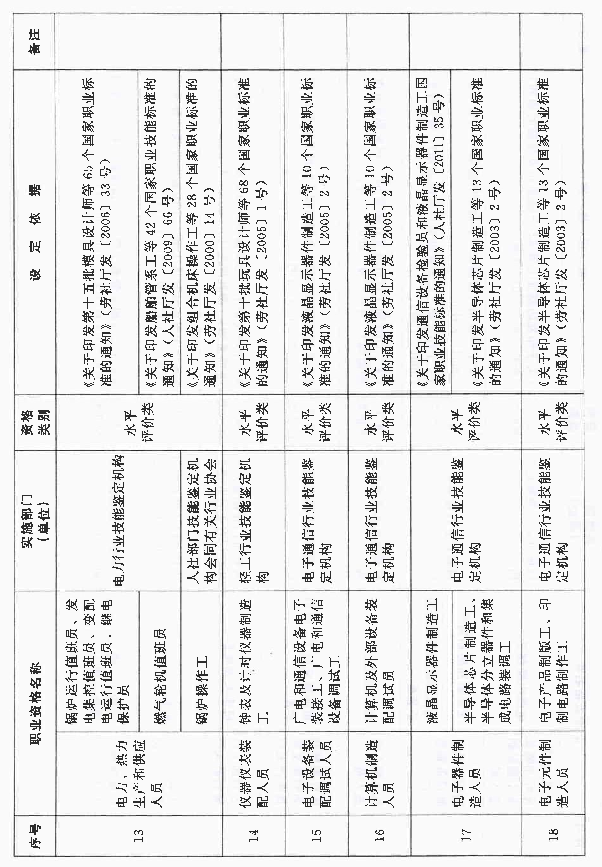 序号
职业资格名称
实施部门
(单位)
资格
类别
设 定 依 据
备注
13
电力、热力
生产和供应
人员
锅炉运行值班员、发
电集控值班员、变配
电运行值班员、继电
保护员
燃气轮机值班员
电力行业技能鉴定机构
锅炉操作工
人社部门技能鉴定机
构会同有关行业协会
水平
评价类
《关于印发第十五批模具设计师等65个国家职业标
准的通知》(劳社厅发〔2006〕33号)
《关于印发船舶管系工等42个国家职业技能标准的
通知》(人社厅发〔2009〕66号)
《关于印发组合机床操作工等28个国家职业标准的
通知》(劳社厅发〔2000〕14号)
14
仪器仪表装
配人员
钟表及计时仪器制造
工
轻工行业技能鉴定机
构
水平
评价类
《关于印发第十批玩具设计师等68个国家职业标准
的通知》(劳社厅发〔2005〕1号)
15
电子设备装
配调试人员
广电和通信设备电子
装接工、广电和通信
设备调试工
电子通信行业技能鉴
定机构
水平
评价类
《关于印发液晶显示器件制造工等10个国家职业标
准的通知》(劳社厅发〔2005〕2号)
16
计算机制造
人员
计算机及外部设备装
配调试员
电子通信行业技能鉴
定机构
水平
评价类
《关于印发液晶显示器件制造工等10个国家职业标
准的通知》(劳社厅发〔2005〕2号)
17
电子器件制
造人员
液晶显示器件制造工
半导体芯片制造工、
半导体分立器件和集
成电路装调工
电子通信行业技能鉴
定机构
水平
评价类
《关于印发通信设备检验员和液晶显示器件制造工国
家职业技能标准的通知》(人社厅发〔2011〕35号)
《关于印发半导体芯片制造工等13个国家职业标准
的通知》(劳社厅发〔2003〕2号)
18
电子元件制
造人员
电子产品制版工、印
制电路制作工
电子通信行业技能鉴
定机构
水平
评价类
《关于印发半导体芯片制造工等13个国家职业标准
的通知》(劳社厅发〔2003〕2号)